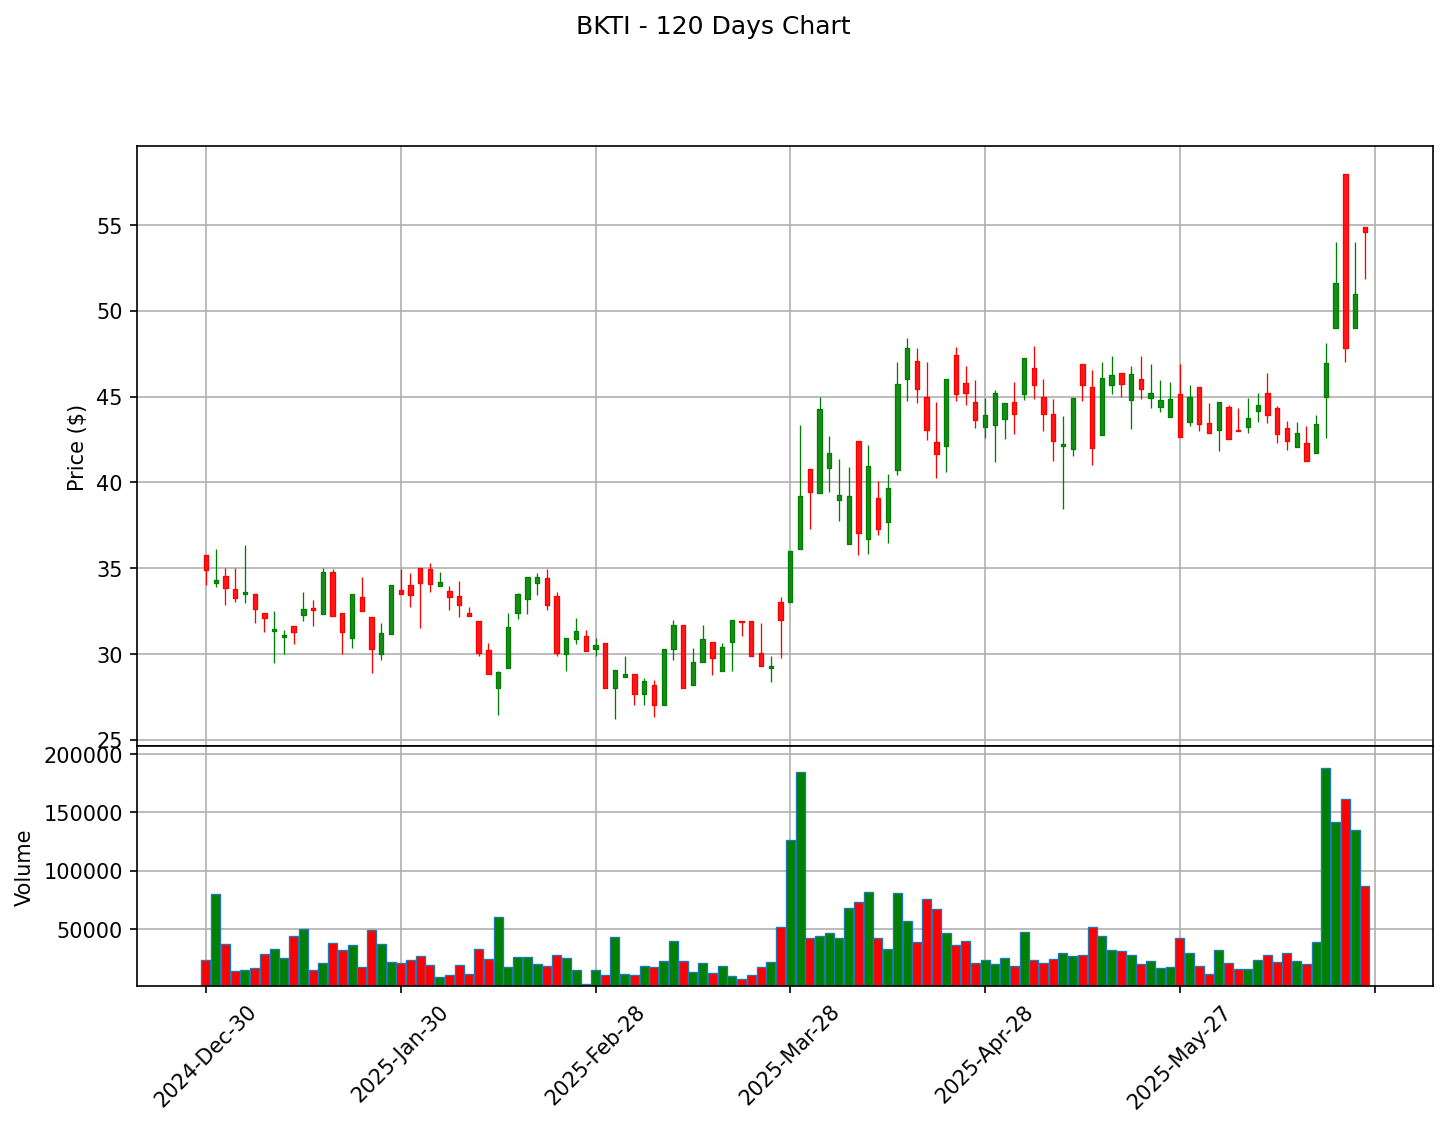 BKTI - 120 Days Chart
Price ($)
55
50
45
40
35
30
25
Volume
200000
150000
100000
50000
2024-Dec-30
2025-Jan-30
2025-Feb-28
2025-Mar-28
2025-Apr-28
2025-May-27